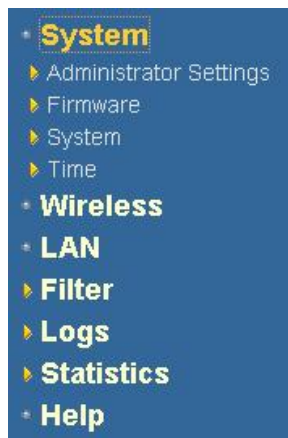 System
Administrator Settings
Firmware
System
Time
Wireless
LAN
Filter
Logs
Statistics
Help